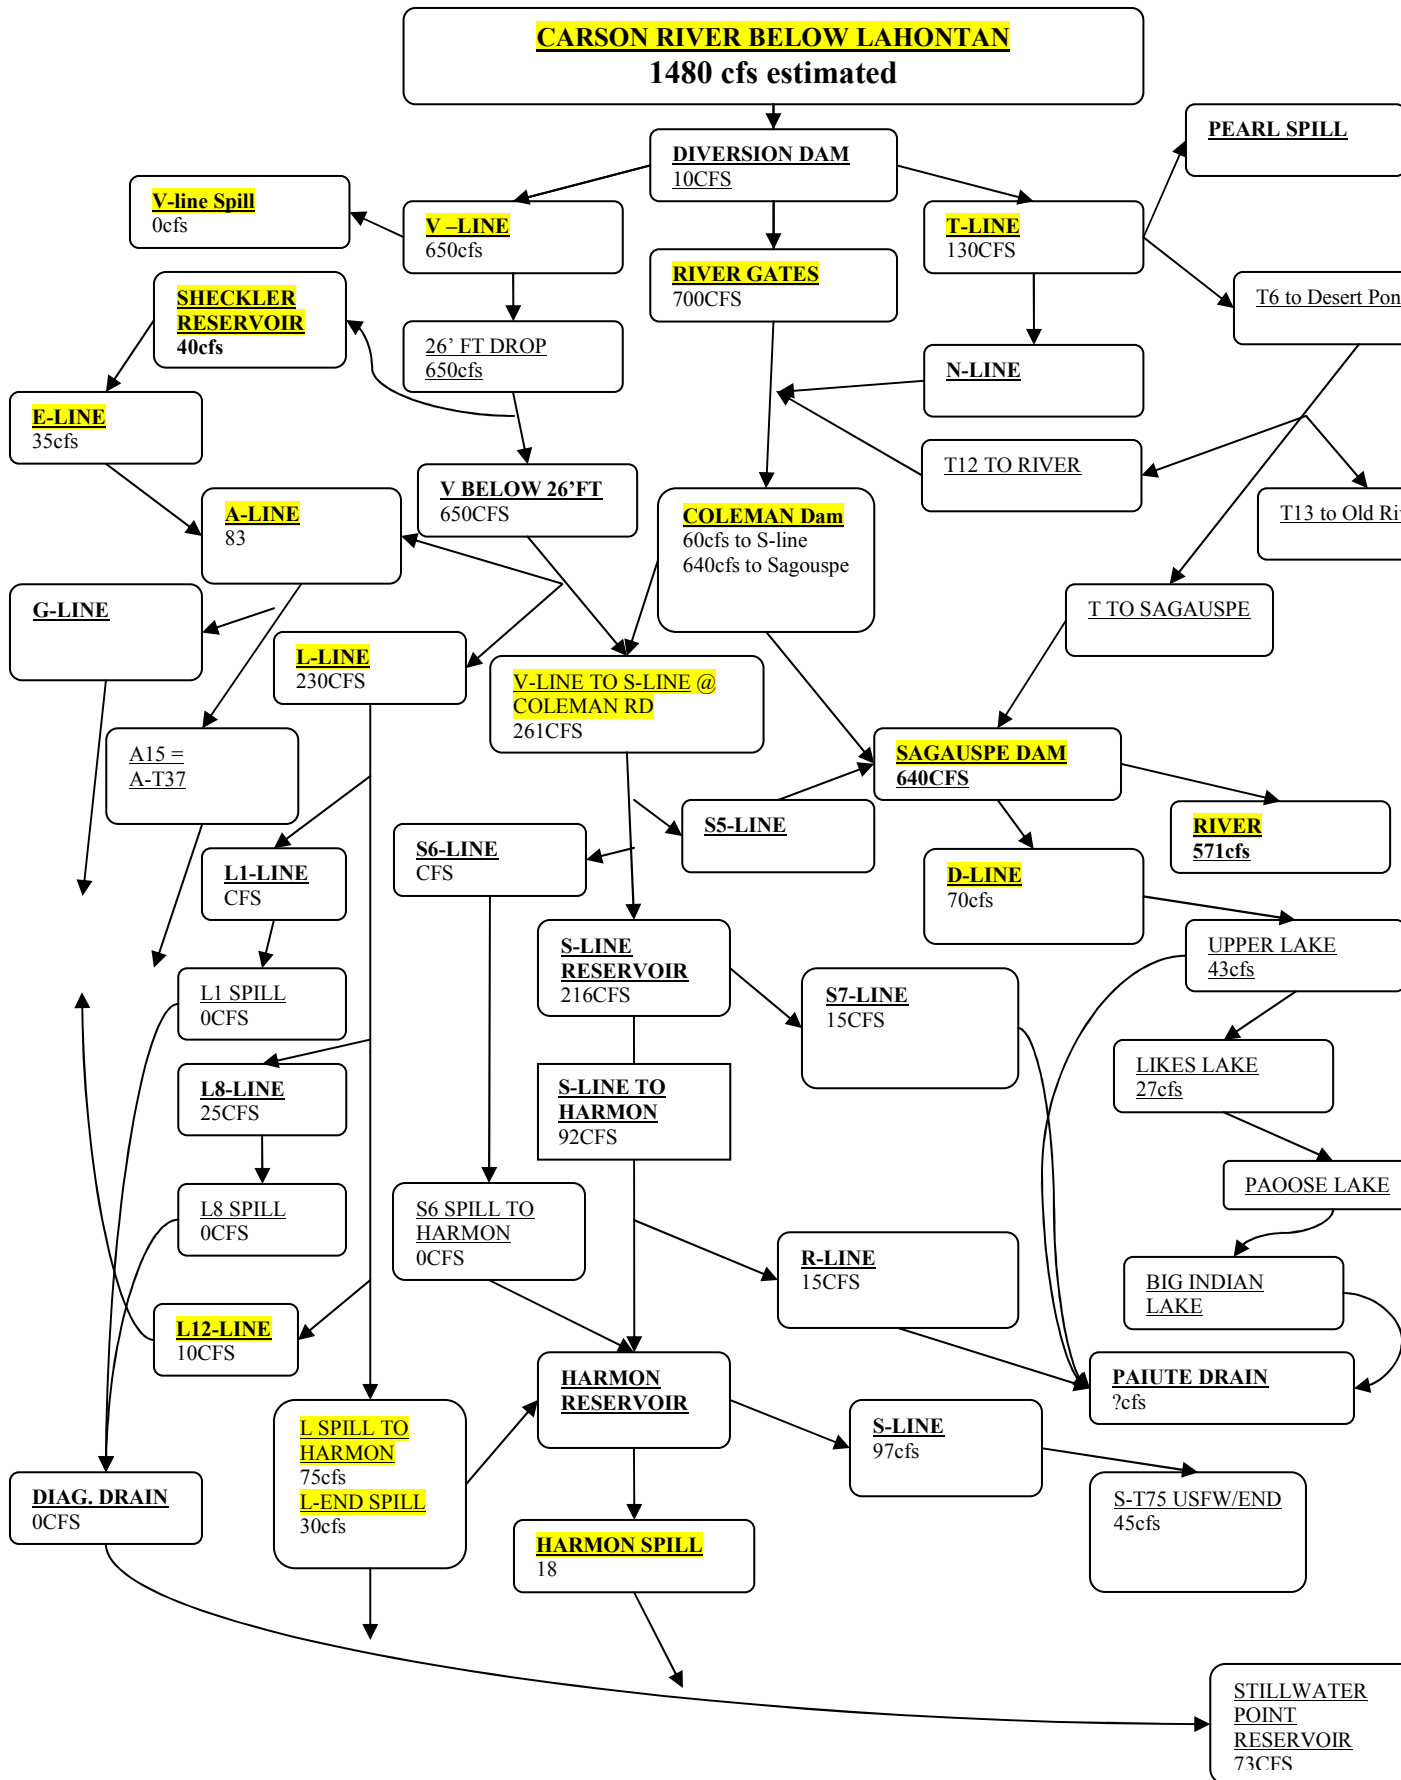 CARSON RIVER BELOW LAHONTAN
1480 cfs estimated
PEARL SPILL
DIVERSION DAM
10CFS
V-line Spill
0cfs
V –LINE
650cfs
T-LINE
130CFS
RIVER GATES
700CFS
SHECKLER
RESERVOIR
40cfs
T6 to Desert Pon
26' FT DROP
650cfs
N-LINE
E-LINE
35cfs
T12 TO RIVER
V BELOW 26'FT
650CFS
A-LINE
83
COLEMAN Dam
60cfs to S-line
640cfs to Sagouspe
T13 to Old Ri
G-LINE
T TO SAGAUSPE
L-LINE
230CFS
V-LINE TO S-LINE @
COLEMAN RD
261CFS
A15 =
A-T37
SAGAUSPE DAM
640CFS
S5-LINE
RIVER
571cfs
S6-LINE
CFS
L1-LINE
CFS
D-LINE
70cfs
S-LINE
RESERVOIR
216CFS
UPPER LAKE
43cfs
L1 SPILL
0CFS
S7-LINE
15CFS
LIKES LAKE
27cfs
L8-LINE
25CFS
S-LINE TO
HARMON
92CFS
PAOOSE LAKE
L8 SPILL
0CFS
S6 SPILL TO
HARMON
0CFS
R-LINE
15CFS
BIG INDIAN
LAKE
L12-LINE
10CFS
HARMON
RESERVOIR
PAIUTE DRAIN
?cfs
L SPILL TO
HARMON
75cfs
L-END SPILL
30cfs
S-LINE
97cfs
DIAG. DRAIN
0CFS
S-T75 USFW/END
45cfs
HARMON SPILL
18
STILLWATER
POINT
RESERVOIR
73CFS